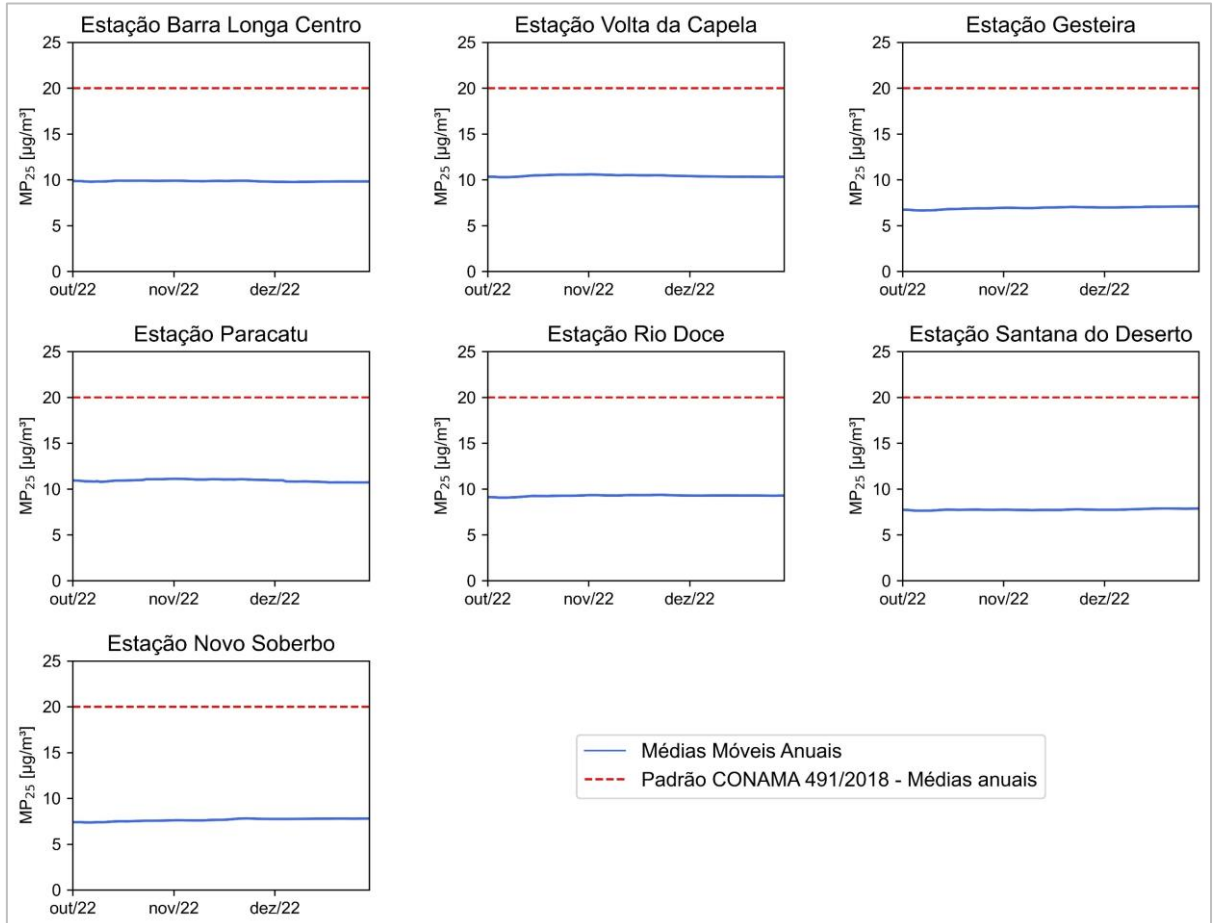 Estação Barra Longa Centro
25
20
15
10
5
0
MP₂₅ [µg/m³]
out/22 nov/22 dez/22
Estação Volta da Capela
25
20
15
10
5
0
MP₂₅ [µg/m³]
out/22 nov/22 dez/22
Estação Gesteira
25
20
15
10
5
0
MP₂₅ [µg/m³]
out/22 nov/22 dez/22
Estação Paracatu
25
20
15
10
5
0
MP₂₅ [µg/m³]
out/22 nov/22 dez/22
Estação Rio Doce
25
20
15
10
5
0
MP₂₅ [µg/m³]
out/22 nov/22 dez/22
Estação Santana do Deserto
25
20
15
10
5
0
MP₂₅ [µg/m³]
out/22 nov/22 dez/22
Estação Novo Soberbo
25
20
15
10
5
0
MP₂₅ [µg/m³]
out/22 nov/22 dez/22
Médias Móveis Anuais
Padrão CONAMA 491/2018 - Médias anuais